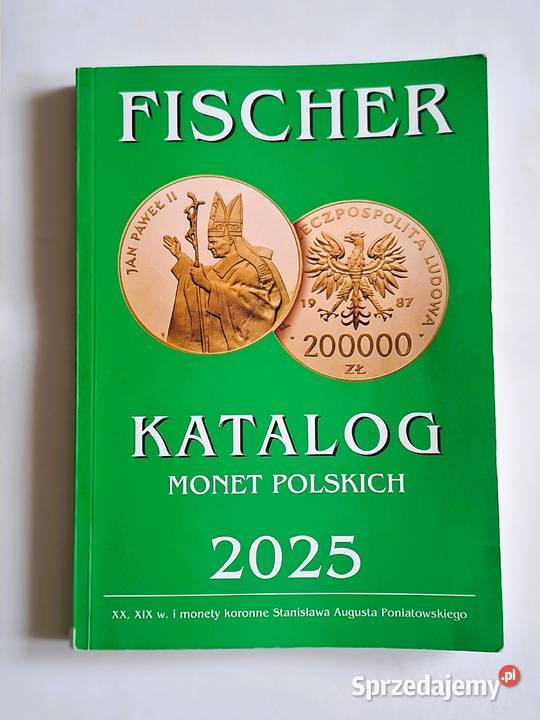 FISCHER
JAN PAWEŁ II
RZECZPOSPOLITA LUDOWA
19 87
200000
ZŁ
KATALOG
MONET POLSKICH
2025
XX, XIX w. i monety koronne Stanisława Augusta Poniatowskiego
Sprzedajemy.pl